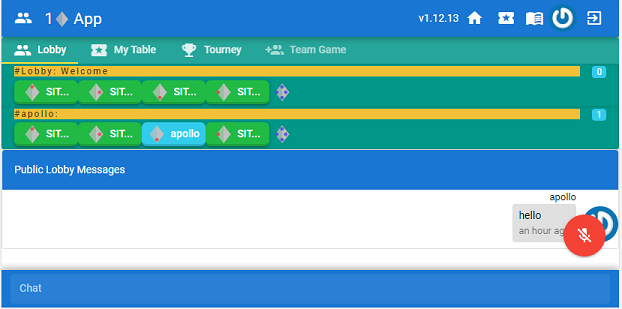 1 App
v1.12.13
Lobby
My Table
Tourney
Team Game
#Lobby: Welcome
0
SIT...
SIT...
SIT...
SIT...
#apollo:
1
SIT...
SIT...
apollo
SIT...
Public Lobby Messages
apollo
hello
an hour ag
Chat